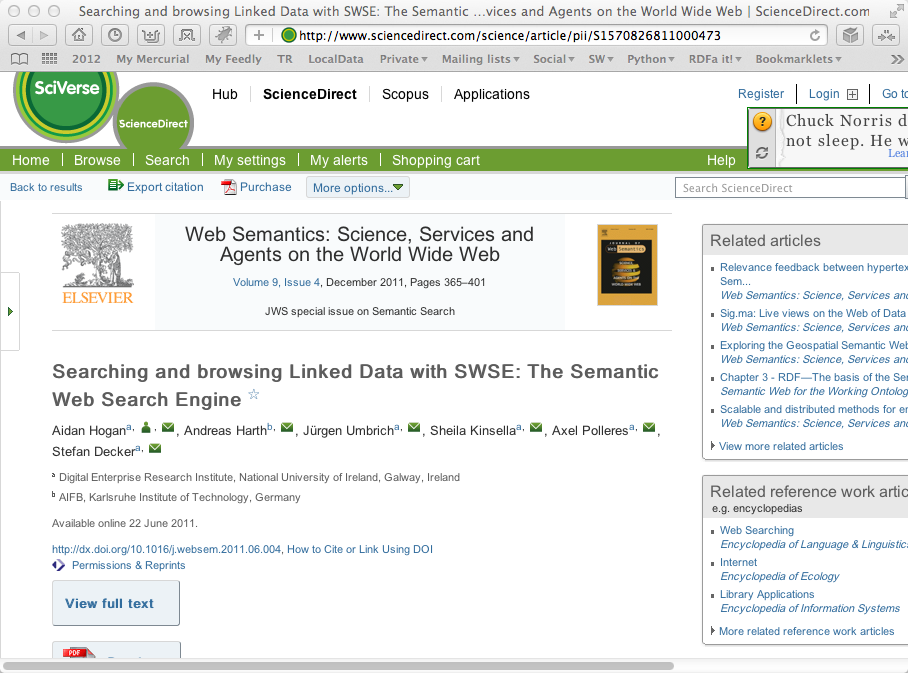 Searching and browsing Linked Data with SWSE: The Semantic …vices and Agents on the World Wide Web | ScienceDirect.com
http://www.sciencedirect.com/science/article/pii/S1570826811000473
2012 My Mercurial My Feedly TR LocalData Private Mailing lists Social SW Python RDFa it! Bookmarklets
SciVerse
ScienceDirect
Hub ScienceDirect Scopus Applications
Register Login Go to
Chuck Norris d
not sleep. He w
Lear
Home Browse Search My settings My alerts Shopping cart Help
Back to results Export citation Purchase More options... Search ScienceDirect
ELSEVIER
Web Semantics: Science, Services and
Agents on the World Wide Web
Volume 9, Issue 4, December 2011, Pages 365–401
JWS special issue on Semantic Search
JOURNAL OF
Web Semantics
Searching and browsing Linked Data with SWSE: The Semantic
Web Search Engine ☆
Aidan Hogan a, , , Andreas Harth b, , Jürgen Umbrich a, , Sheila Kinsella a, , Axel Polleres a, ,
Stefan Decker a,
a Digital Enterprise Research Institute, National University of Ireland, Galway, Ireland
b AIFB, Karlsruhe Institute of Technology, Germany
Available online 22 June 2011.
http://dx.doi.org/10.1016/j.websem.2011.06.004, How to Cite or Link Using DOI
Permissions & Reprints
View full text
PDF
Related articles
Relevance feedback between hypertex
Sem...
Web Semantics: Science, Services and
Sig.ma: Live views on the Web of Data
Web Semantics: Science, Services and
Exploring the Geospatial Semantic Web
Web Semantics: Science, Services and
Chapter 3 - RDF—The basis of the Se
Semantic Web for the Working Ontolog
Scalable and distributed methods for en
Web Semantics: Science, Services and
View more related articles
Related reference work artic
e.g. encyclopedias
Web Searching
Encyclopedia of Language & Linguistics
Internet
Encyclopedia of Ecology
Library Applications
Encyclopedia of Information Systems
More related reference work articles